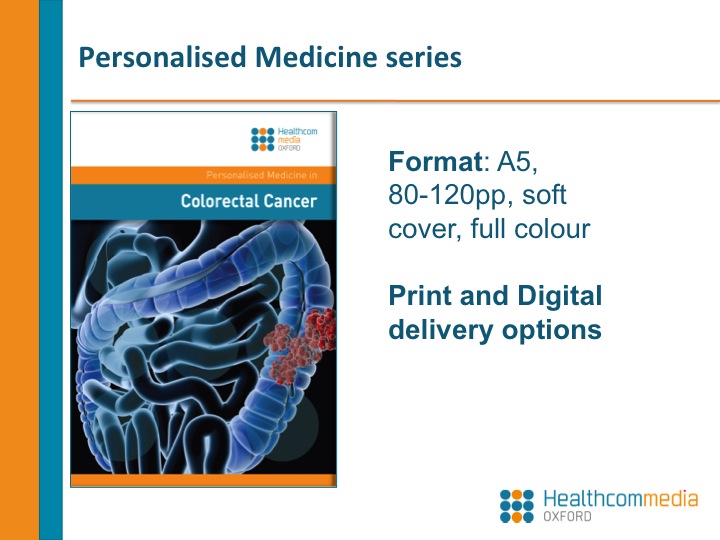 Personalised Medicine series
Healthcom
media
OXFORD
Personalised Medicine in
Colorectal Cancer
Format: A5,
80-120pp, soft
cover, full colour
Print and Digital
delivery options
Healthcommedia
OXFORD